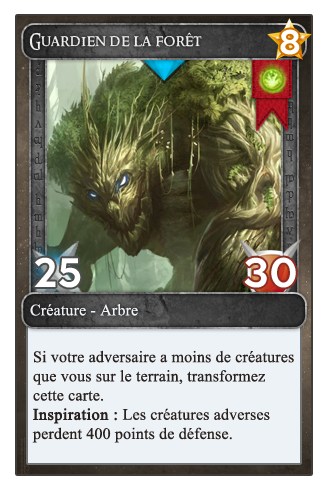 Guardien de la forêt
8
25
30
Créature - Arbre
Si votre adversaire a moins de créatures
que vous sur le terrain, transformez
cette carte.
Inspiration : Les créatures adverses
perdent 400 points de défense.